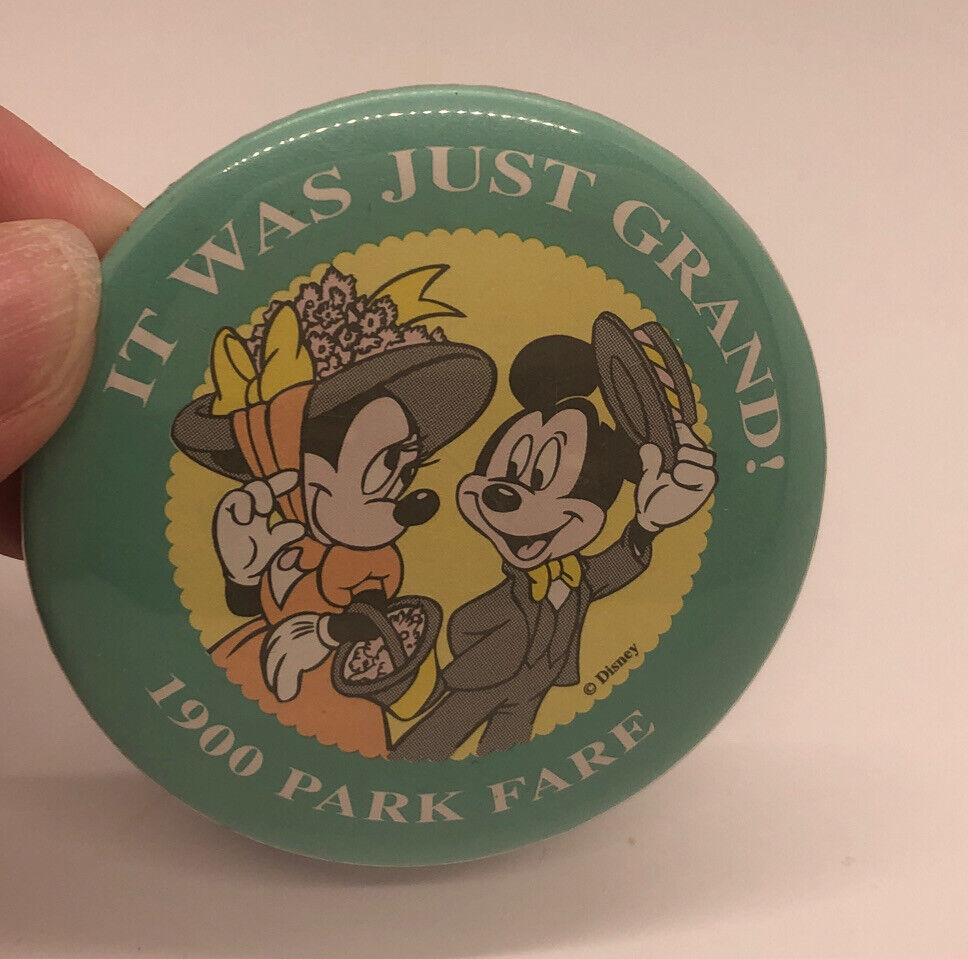 IT WAS JUST GRAND!
© Disney
1900 PARK FARE